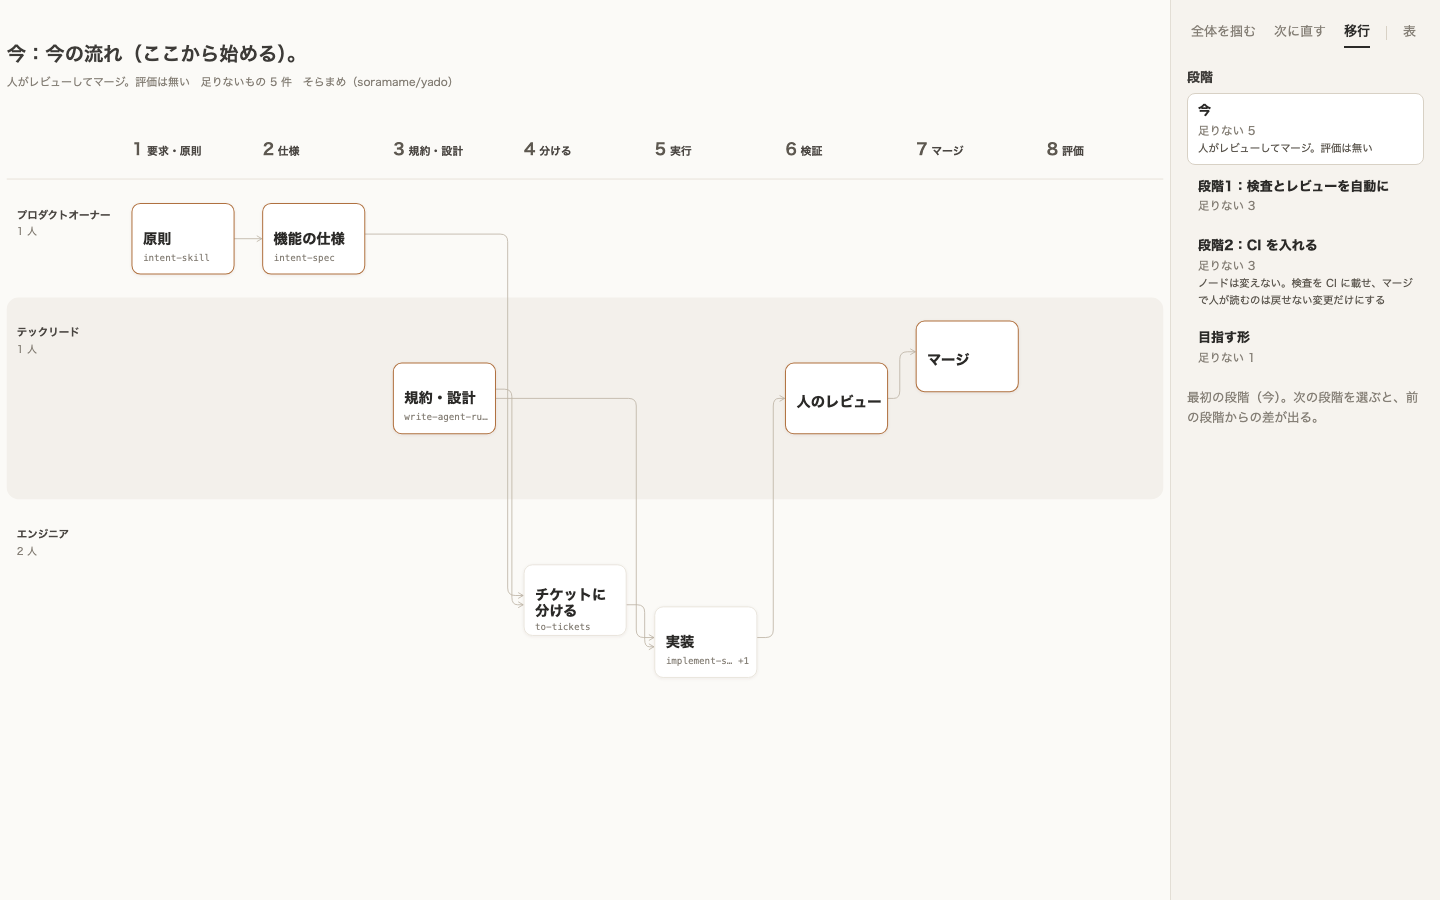 今：今の流れ（ここから始める）。
人がレビューしてマージ。評価は無い　足りないもの 5 件　そらまめ（soramame/yado）
1 要求・原則
2 仕様
3 規約・設計
4 分ける
5 実行
6 検証
7 マージ
8 評価
プロダクトオーナー
1 人
原則
intent-skill
機能の仕様
intent-spec
テックリード
1 人
規約・設計
write-agent-ru…
人のレビュー
マージ
エンジニア
2 人
チケットに
分ける
to-tickets
実装
implement-s… +1
全体を掴む
次に直す
移行
表
段階
今
足りない 5
人がレビューしてマージ。評価は無い
段階1：検査とレビューを自動に
足りない 3
段階2：CI を入れる
足りない 3
ノードは変えない。検査を CI に載せ、マージ
で人が読むのは戻せない変更だけにする
目指す形
足りない 1
最初の段階（今）。次の段階を選ぶと、前
の段階からの差が出る。